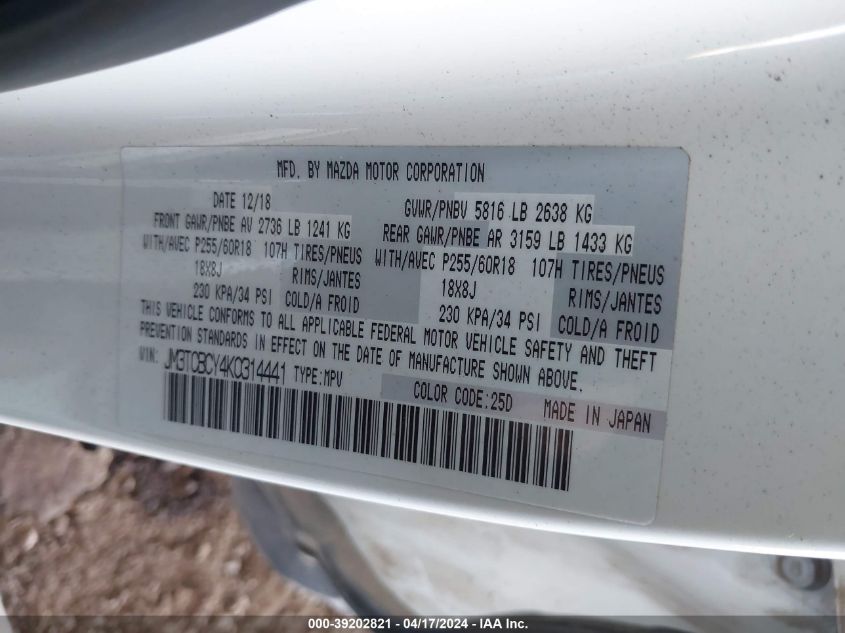 MFD. BY MAZDA MOTOR CORPORATION
DATE 12/18
GVWR/PNBV 5816 LB 2638 KG
FRONT GAWR/PNBE AV 2736 LB 1241 KG
REAR GAWR/PNBE AR 3159 LB 1433 KG
WITH/AVEC P255/60R18 107H TIRES/PNEUS
WITH/AVEC P255/60R18 107H TIRES/PNEUS
18X8J RIMS/JANTES
18X8J RIMS/JANTES
230 KPA/34 PSI COLD/A FROID
230 KPA/34 PSI COLD/A FROID
THIS VEHICLE CONFORMS TO ALL APPLICABLE FEDERAL MOTOR VEHICLE SAFETY AND THEFT
PREVENTION STANDARDS IN EFFECT ON THE DATE OF MANUFACTURE SHOWN ABOVE.
VIN: JM3TCBCY4K0314441 TYPE:MPV
COLOR CODE:25D MADE IN JAPAN
000-39202821 - 04/17/2024 - IAA Inc.